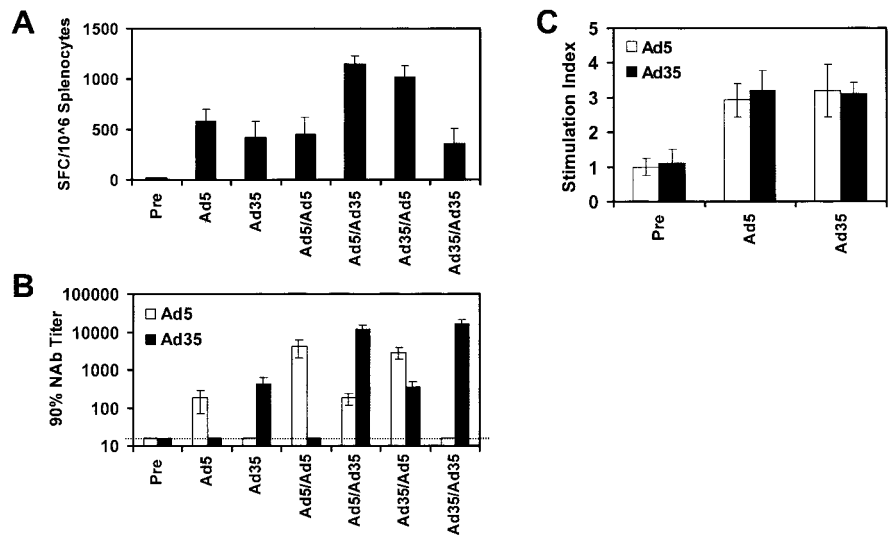 A
SFC/10^6 Splenocytes
1500
1000
500
0
Pre
Ad5
Ad35
Ad5/Ad5
Ad5/Ad35
Ad35/Ad5
Ad35/Ad35
C
Stimulation Index
5
4
3
2
1
0
Ad5
Ad35
Pre
Ad5
Ad35
B
90% NAb Titer
100000
10000
1000
100
10
Ad5
Ad35
Pre
Ad5
Ad35
Ad5/Ad5
Ad5/Ad35
Ad35/Ad5
Ad35/Ad35